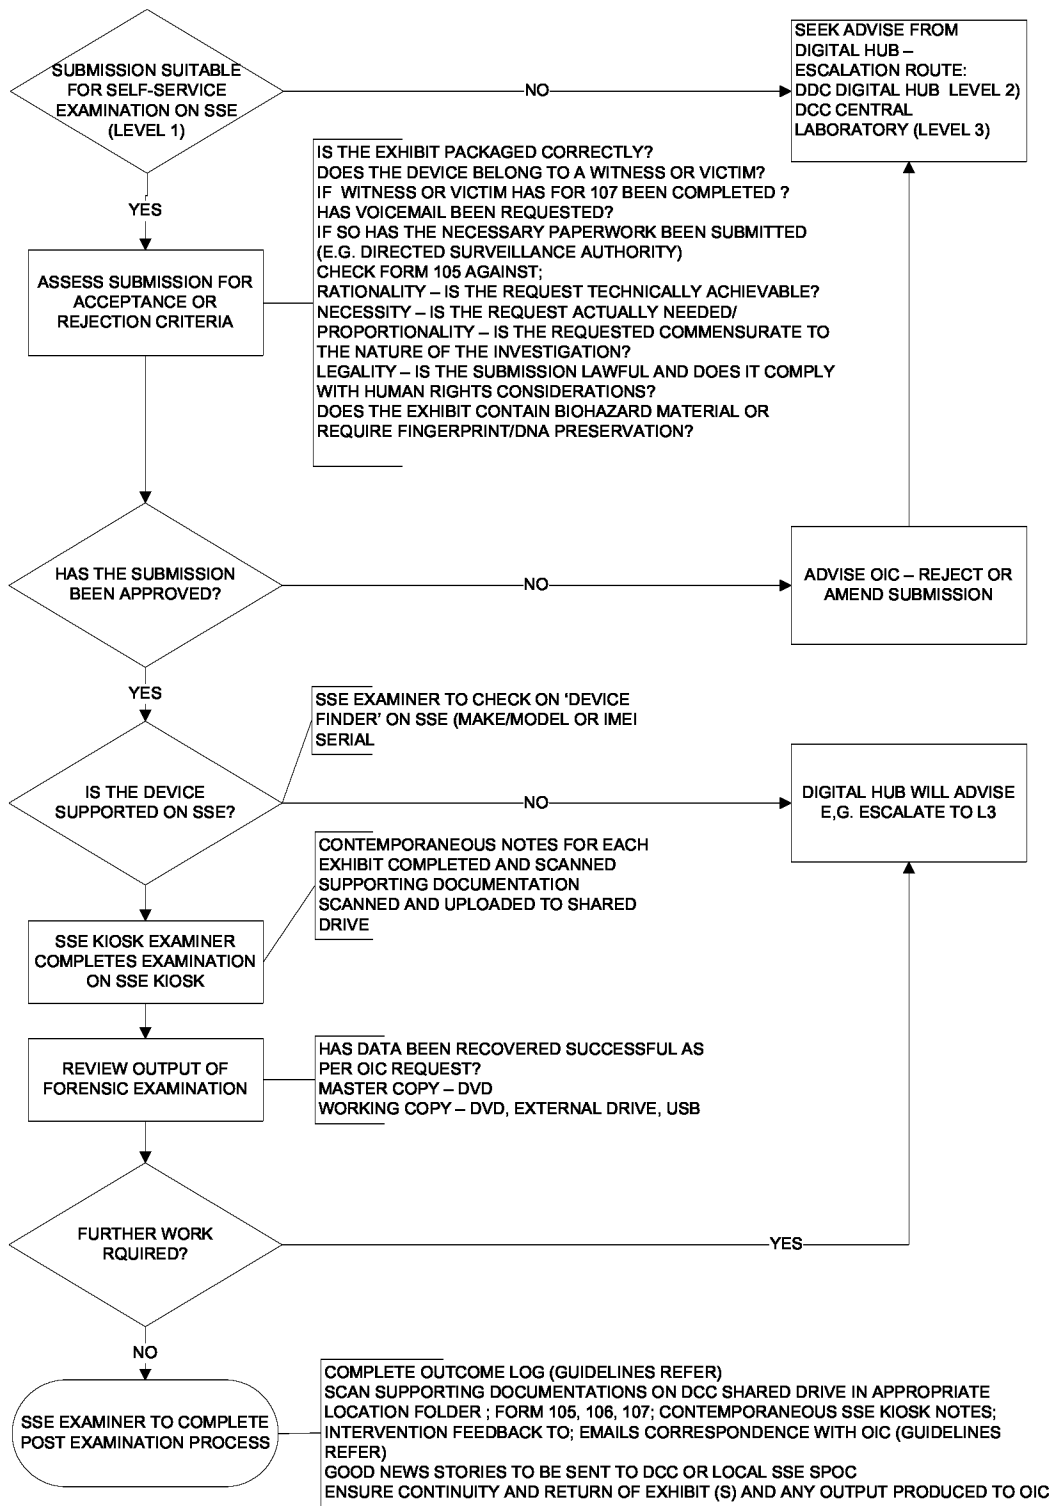 SUBMISSION SUITABLE
FOR SELF-SERVICE
EXAMINATION ON SSE
(LEVEL 1)
NO
SEEK ADVISE FROM
DIGITAL HUB –
ESCALATION ROUTE:
DDC DIGITAL HUB LEVEL 2)
DCC CENTRAL
LABORATORY (LEVEL 3)
YES
ASSESS SUBMISSION FOR
ACCEPTANCE OR
REJECTION CRITERIA
IS THE EXHIBIT PACKAGED CORRECTLY?
DOES THE DEVICE BELONG TO A WITNESS OR VICTIM?
IF WITNESS OR VICTIM HAS FOR 107 BEEN COMPLETED ?
HAS VOICEMAIL BEEN REQUESTED?
IF SO HAS THE NECESSARY PAPERWORK BEEN SUBMITTED
(E.G. DIRECTED SURVEILLANCE AUTHORITY)
CHECK FORM 105 AGAINST;
RATIONALITY – IS THE REQUEST TECHNICALLY ACHIEVABLE?
NECESSITY – IS THE REQUEST ACTUALLY NEEDED/
PROPORTIONALITY – IS THE REQUESTED COMMENSURATE TO
THE NATURE OF THE INVESTIGATION?
LEGALITY – IS THE SUBMISSION LAWFUL AND DOES IT COMPLY
WITH HUMAN RIGHTS CONSIDERATIONS?
DOES THE EXHIBIT CONTAIN BIOHAZARD MATERIAL OR
REQUIRE FINGERPRINT/DNA PRESERVATION?
HAS THE SUBMISSION
BEEN APPROVED?
NO
ADVISE OIC – REJECT OR
AMEND SUBMISSION
YES
SSE EXAMINER TO CHECK ON ‘DEVICE
FINDER’ ON SSE (MAKE/MODEL OR IMEI
SERIAL
IS THE DEVICE
SUPPORTED ON SSE?
NO
DIGITAL HUB WILL ADVISE
E,G. ESCALATE TO L3
CONTEMPORANEOUS NOTES FOR EACH
EXHIBIT COMPLETED AND SCANNED
SUPPORTING DOCUMENTATION
SCANNED AND UPLOADED TO SHARED
DRIVE
SSE KIOSK EXAMINER
COMPLETES EXAMINATION
ON SSE KIOSK
REVIEW OUTPUT OF
FORENSIC EXAMINATION
HAS DATA BEEN RECOVERED SUCCESSFUL AS
PER OIC REQUEST?
MASTER COPY – DVD
WORKING COPY – DVD, EXTERNAL DRIVE, USB
FURTHER WORK
RQUIRED?
YES
NO
SSE EXAMINER TO COMPLETE
POST EXAMINATION PROCESS
COMPLETE OUTCOME LOG (GUIDELINES REFER)
SCAN SUPPORTING DOCUMENTATIONS ON DCC SHARED DRIVE IN APPROPRIATE
LOCATION FOLDER ; FORM 105, 106, 107; CONTEMPORANEOUS SSE KIOSK NOTES;
INTERVENTION FEEDBACK TO; EMAILS CORRESPONDENCE WITH OIC (GUIDELINES
REFER)
GOOD NEWS STORIES TO BE SENT TO DCC OR LOCAL SSE SPOC
ENSURE CONTINUITY AND RETURN OF EXHIBIT (S) AND ANY OUTPUT PRODUCED TO OIC